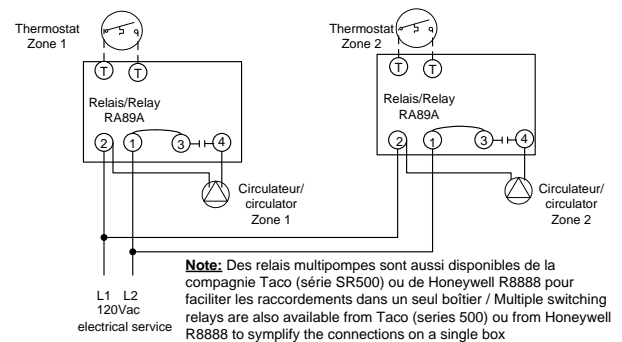 Thermostat
Zone 1
T
T
Relais/Relay
RA89A
2
1
3
4
Circulateur/
circulator
Zone 1
Thermostat
Zone 2
T
T
Relais/Relay
RA89A
2
1
3
4
Circulateur/
circulator
Zone 2
L1 L2
120Vac
electrical service
Note: Des relais multipompes sont aussi disponibles de la
compagnie Taco (série SR500) ou de Honeywell R8888 pour
faciliter les raccordements dans un seul boîtier / Multiple switching
relays are also available from Taco (series 500) ou from Honeywell
R8888 to symplify the connections on a single box